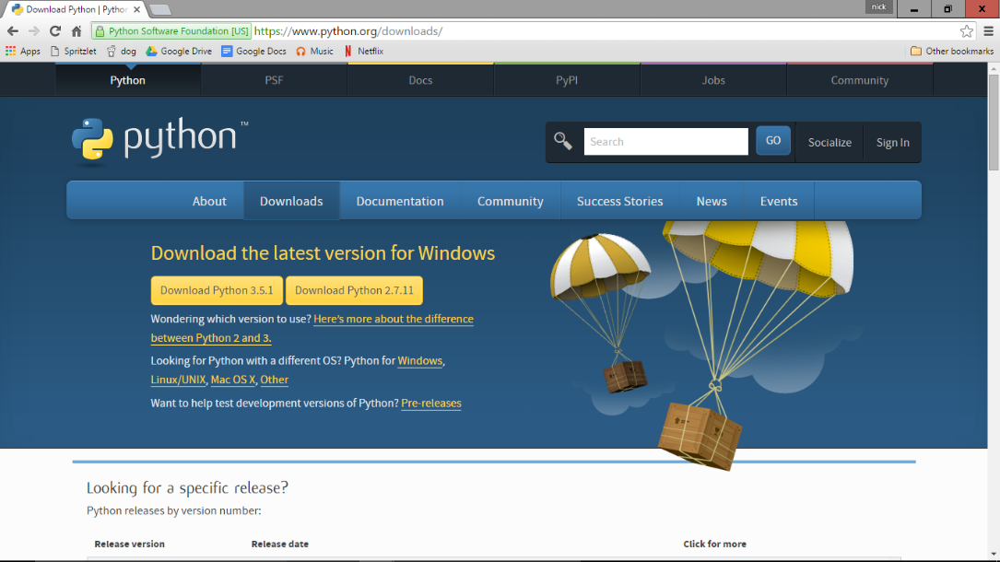 Download Python | Python
nick
Python Software Foundation [US] https://www.python.org/downloads/
Apps Spritzlet dog Google Drive Google Docs Music Netflix Other bookmarks
Python PSF Docs PyPI Jobs Community
python™
Search GO Socialize Sign In
About Downloads Documentation Community Success Stories News Events
Download the latest version for Windows
Download Python 3.5.1 Download Python 2.7.11
Wondering which version to use? Here's more about the difference
between Python 2 and 3.
Looking for Python with a different OS? Python for Windows,
Linux/UNIX, Mac OS X, Other
Want to help test development versions of Python? Pre-releases
Looking for a specific release?
Python releases by version number:
Release version Release date Click for more